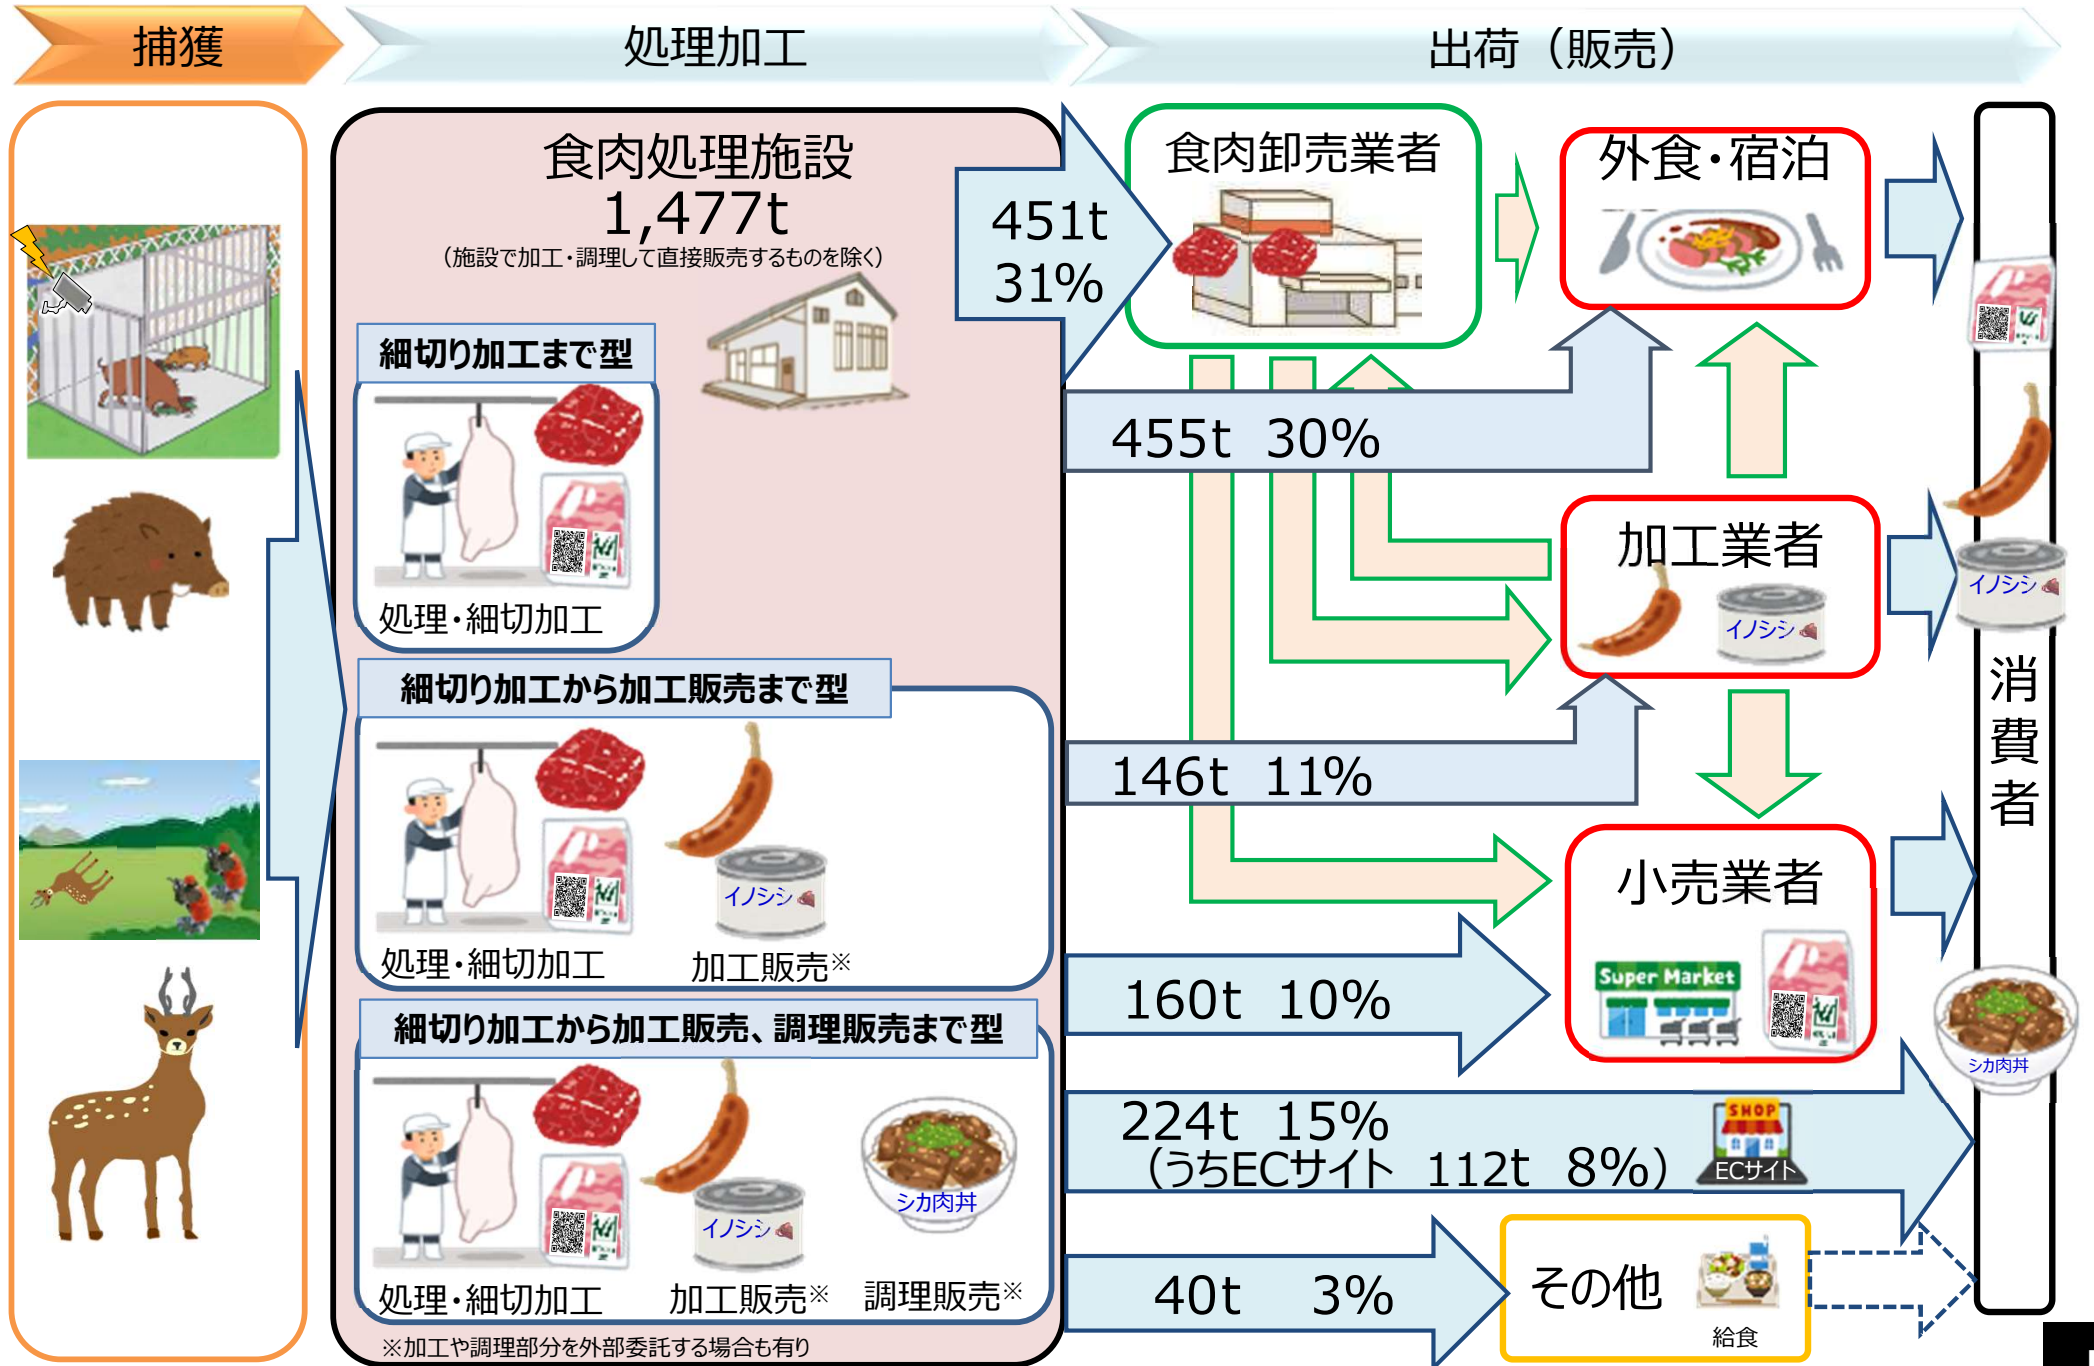 捕獲
処理加工
出荷（販売）
食肉処理施設
1,477t
（施設で加工・調理して直接販売するものを除く）
細切り加工まで型
処理・細切加工
細切り加工から加工販売まで型
イノシシ
処理・細切加工
加工販売※
細切り加工から加工販売、調理販売まで型
シカ肉丼
イノシシ
処理・細切加工
加工販売※
調理販売※
※加工や調理部分を外部委託する場合も有り
451t
31%
食肉卸売業者
外食・宿泊
455t 30%
加工業者
イノシシ
146t 11%
小売業者
Super Market
160t 10%
224t 15%
（うちECサイト 112t 8%）
SHOP
ECサイト
40t 3%
その他
給食
イノシシ
消費者
シカ肉丼